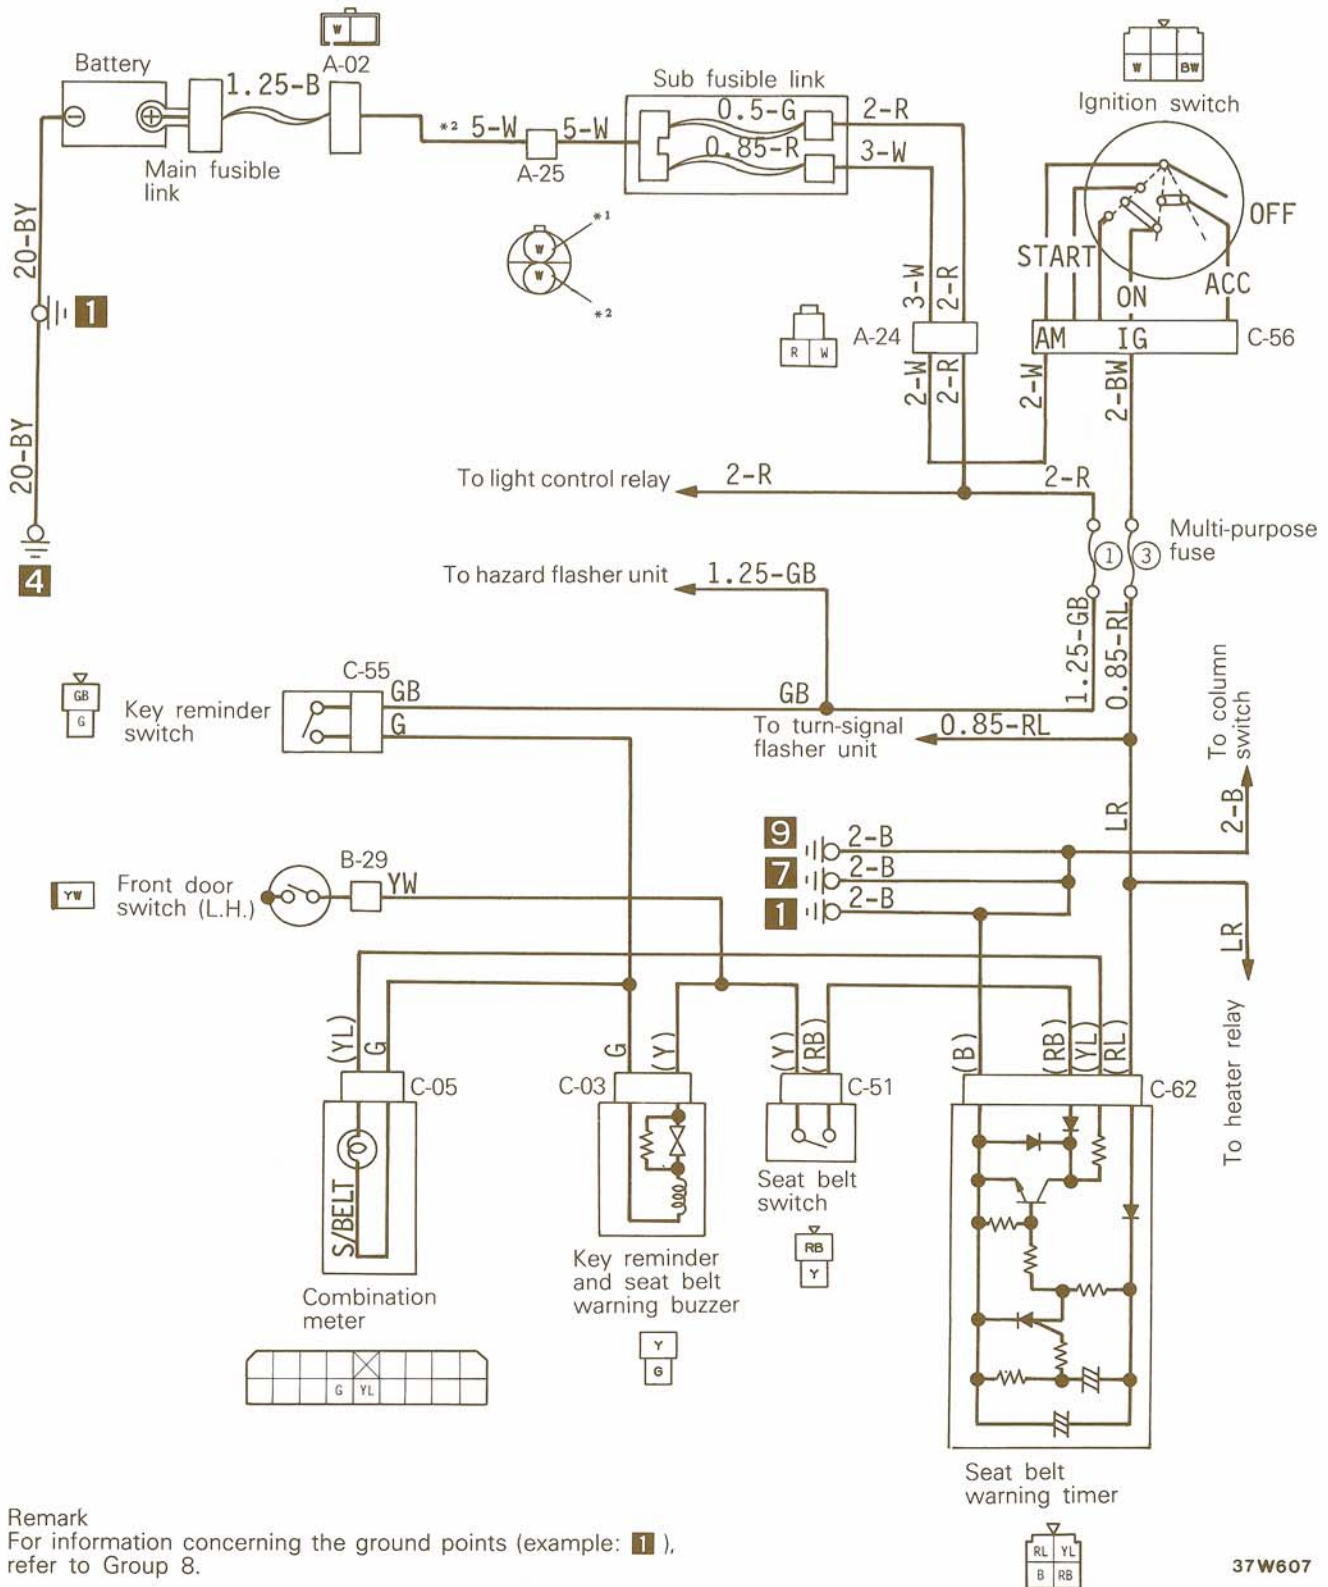 W
Battery
A-02
1.25-B
Main fusible
link
*2 5-W
5-W
A-25
Sub fusible link
0.5-G
2-R
0.85-R
3-W
W
BW
Ignition switch
OFF
START
ON
ACC
AM
IG
C-56
20-BY
1
20-BY
4
W
*1
W
*2
3-W
2-R
R
W
A-24
2-W
2-R
2-W
2-BW
To light control relay
2-R
2-R
Multi-purpose
fuse
1
3
To hazard flasher unit
1.25-GB
1.25-GB
0.85-RL
GB
G
Key reminder
switch
C-55
GB
G
GB
To turn-signal
flasher unit
0.85-RL
To column
switch
2-B
LR
9
2-B
7
2-B
1
2-B
YW
Front door
switch (L.H.)
B-29
YW
LR
To heater relay
(YL)
G
C-05
G
(Y)
C-03
(Y)
(RB)
C-51
(B)
(RB)
(YL)
(RL)
C-62
S/BELT
Combination
meter
G
YL
Key reminder
and seat belt
warning buzzer
Y
G
Seat belt
switch
RB
Y
Seat belt
warning timer
RL
YL
B
RB
Remark
For information concerning the ground points (example: 1 ),
refer to Group 8.
37W607